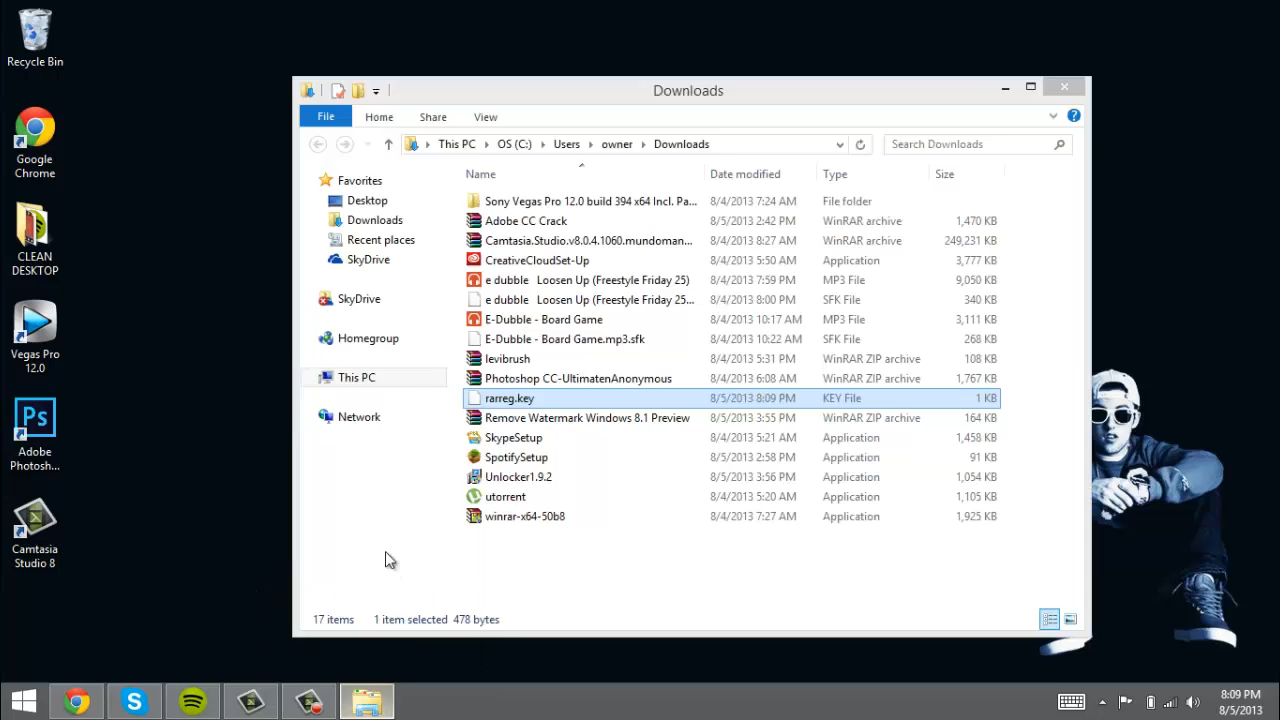 Recycle Bin
Google
Chrome
CLEAN
DESKTOP
Vegas Pro
12.0
Ps
Adobe
Photosh...
Camtasia
Studio 8
Downloads
File Home Share View
This PC OS (C:) Users owner Downloads
Search Downloads
Name Date modified Type Size
Favorites
Desktop
Downloads
Recent places
SkyDrive
SkyDrive
Homegroup
This PC
Network
Sony Vegas Pro 12.0 build 394 x64 Incl. Pa... 8/4/2013 7:24 AM File folder
Adobe CC Crack 8/5/2013 2:42 PM WinRAR archive 1,470 KB
Camtasia.Studio.v8.0.4.1060.mundoman... 8/4/2013 8:27 AM WinRAR archive 249,231 KB
CreativeCloudSet-Up 8/4/2013 5:50 AM Application 3,777 KB
e dubble Loosen Up (Freestyle Friday 25) 8/4/2013 7:59 PM MP3 File 9,050 KB
e dubble Loosen Up (Freestyle Friday 25... 8/4/2013 8:00 PM SFK File 340 KB
E-Dubble - Board Game 8/4/2013 10:17 AM MP3 File 3,111 KB
E-Dubble - Board Game.mp3.sfk 8/4/2013 10:22 AM SFK File 268 KB
levibrush 8/4/2013 5:31 PM WinRAR ZIP archive 108 KB
Photoshop CC-UltimatenAnonymous 8/4/2013 6:08 AM WinRAR ZIP archive 1,767 KB
rarreg.key 8/5/2013 8:09 PM KEY File 1 KB
Remove Watermark Windows 8.1 Preview 8/5/2013 3:55 PM WinRAR ZIP archive 164 KB
SkypeSetup 8/4/2013 5:21 AM Application 1,458 KB
SpotifySetup 8/5/2013 2:58 PM Application 91 KB
Unlocker1.9.2 8/5/2013 3:56 PM Application 1,054 KB
utorrent 8/4/2013 5:20 AM Application 1,105 KB
winrar-x64-50b8 8/4/2013 7:27 AM Application 1,925 KB
17 items 1 item selected 478 bytes
8:09 PM
8/5/2013